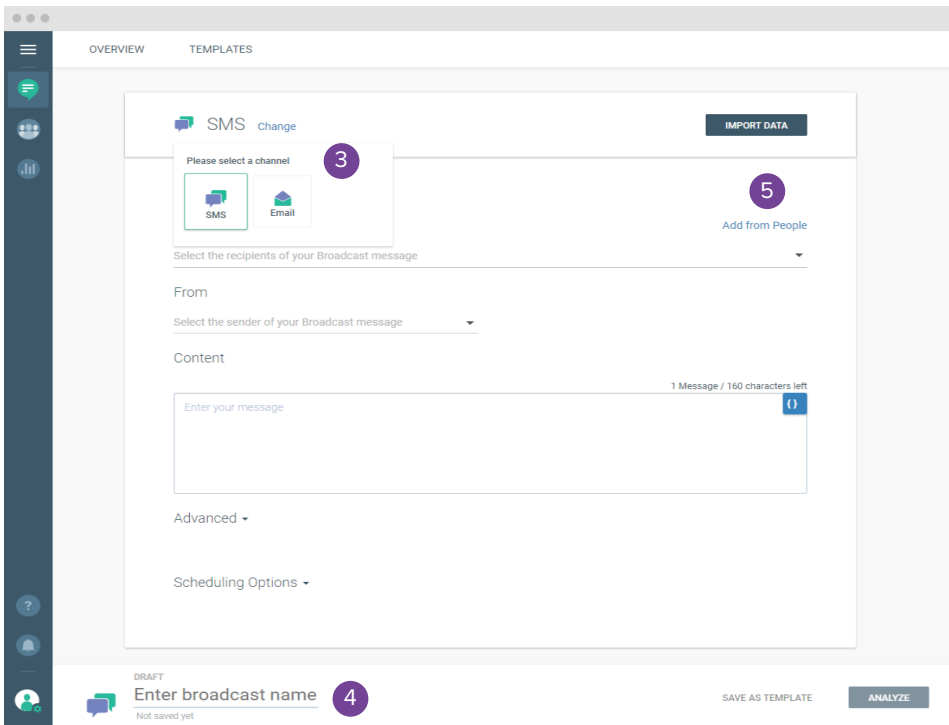 OVERVIEW TEMPLATES
SMS Change
IMPORT DATA
Please select a channel
3
SMS
Email
5
Add from People
Select the recipients of your Broadcast message
From
Select the sender of your Broadcast message
Content
1 Message / 160 characters left
Enter your message
{}
Advanced
Scheduling Options
?
DRAFT
Enter broadcast name
4
Not saved yet
SAVE AS TEMPLATE
ANALYZE